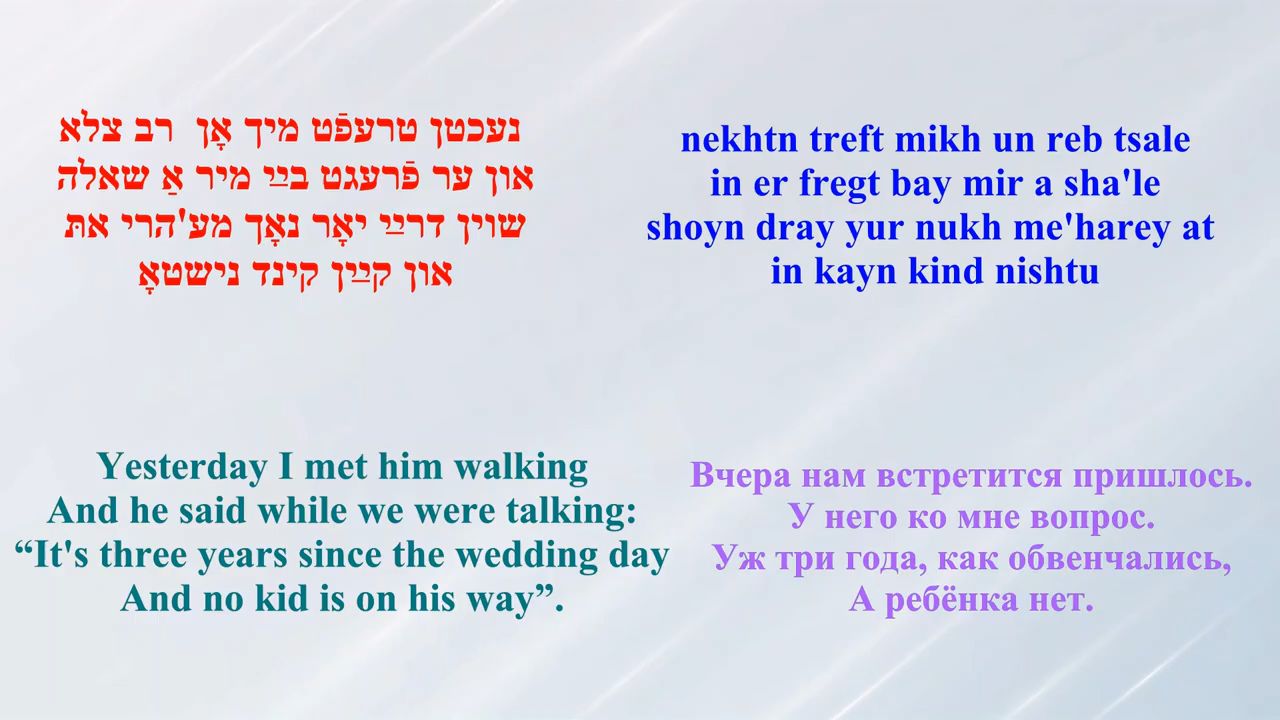 נעכטן טרעפֿט מיך אָן רב צלא
און ער פֿרעגט בײַ מיר אַ שאלה
שוין דרײַ יאָר נאָך מע'הרי אתּ
און קײַן קינד נישטאָ
nekhtn treft mikh un reb tsale
in er fregt bay mir a sha'le
shoyn dray yur nukh me'harey at
in kayn kind nishtu
Yesterday I met him walking
And he said while we were talking:
“It's three years since the wedding day
And no kid is on his way”.
Вчера нам встретится пришлось.
У него ко мне вопрос.
Уж три года, как обвенчались,
А ребёнка нет.